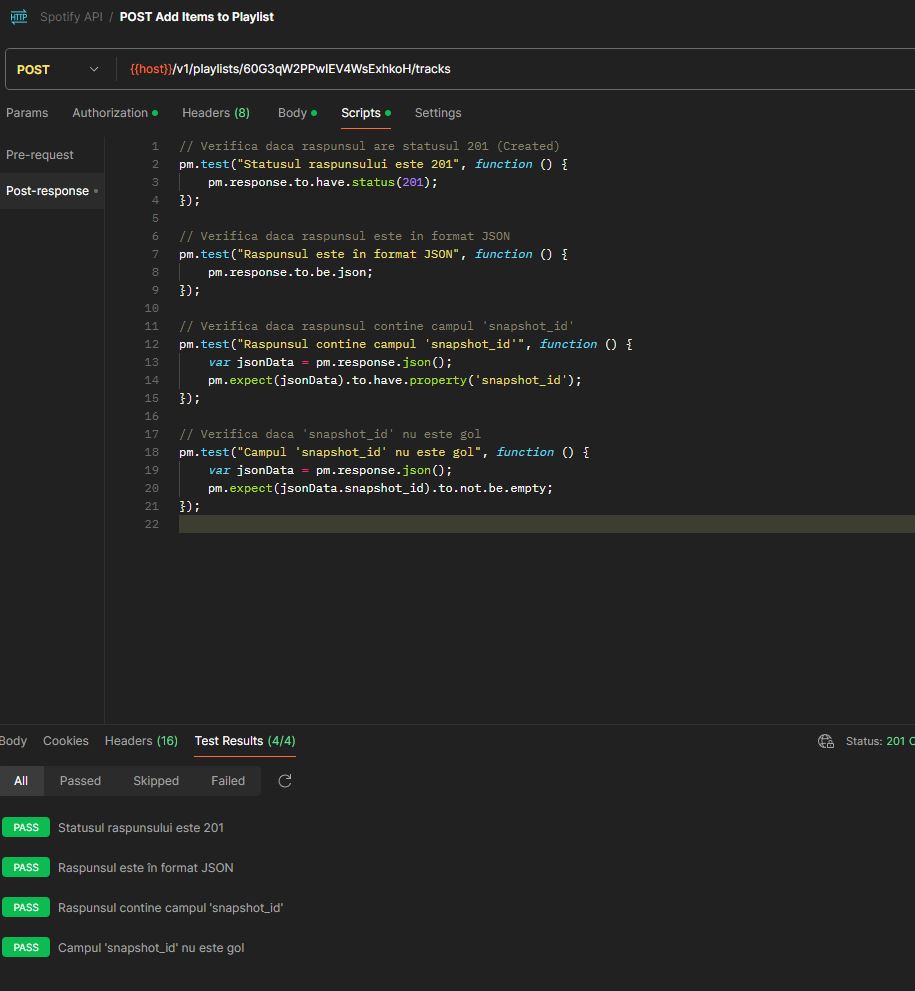 HTTP Spotify API / POST Add Items to Playlist
POST {{host}}/v1/playlists/60G3qW2PPwIEV4WsExhkoH/tracks
Params Authorization Headers (8) Body Scripts Settings
Pre-request
Post-response
1 // Verifica daca raspunsul are statusul 201 (Created)
2 pm.test("Statusul raspunsului este 201", function () {
3 pm.response.to.have.status(201);
4 });
5
6 // Verifica daca raspunsul este in format JSON
7 pm.test("Raspunsul este în format JSON", function () {
8 pm.response.to.be.json;
9 });
10
11 // Verifica daca raspunsul contine campul 'snapshot_id'
12 pm.test("Raspunsul contine campul 'snapshot_id'", function () {
13 var jsonData = pm.response.json();
14 pm.expect(jsonData).to.have.property('snapshot_id');
15 });
16
17 // Verifica daca 'snapshot_id' nu este gol
18 pm.test("Campul 'snapshot_id' nu este gol", function () {
19 var jsonData = pm.response.json();
20 pm.expect(jsonData.snapshot_id).to.not.be.empty;
21 });
22
Body Cookies Headers (16) Test Results (4/4) Status: 201 C
All Passed Skipped Failed
PASS Statusul raspunsului este 201
PASS Raspunsul este în format JSON
PASS Raspunsul contine campul 'snapshot_id'
PASS Campul 'snapshot_id' nu este gol